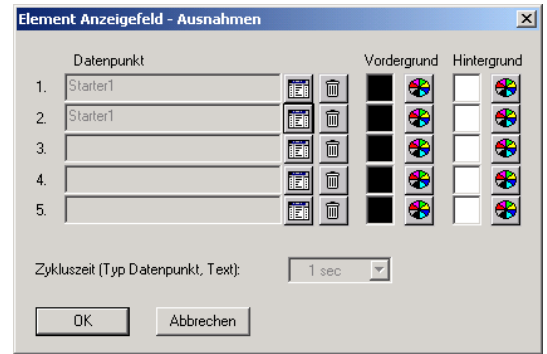 Element Anzeigefeld - Ausnahmen
Datenpunkt Vordergrund Hintergrund
1. Starter1
2. Starter1
3.
4.
5.
Zykluszeit (Typ Datenpunkt, Text): 1 sec
OK Abbrechen